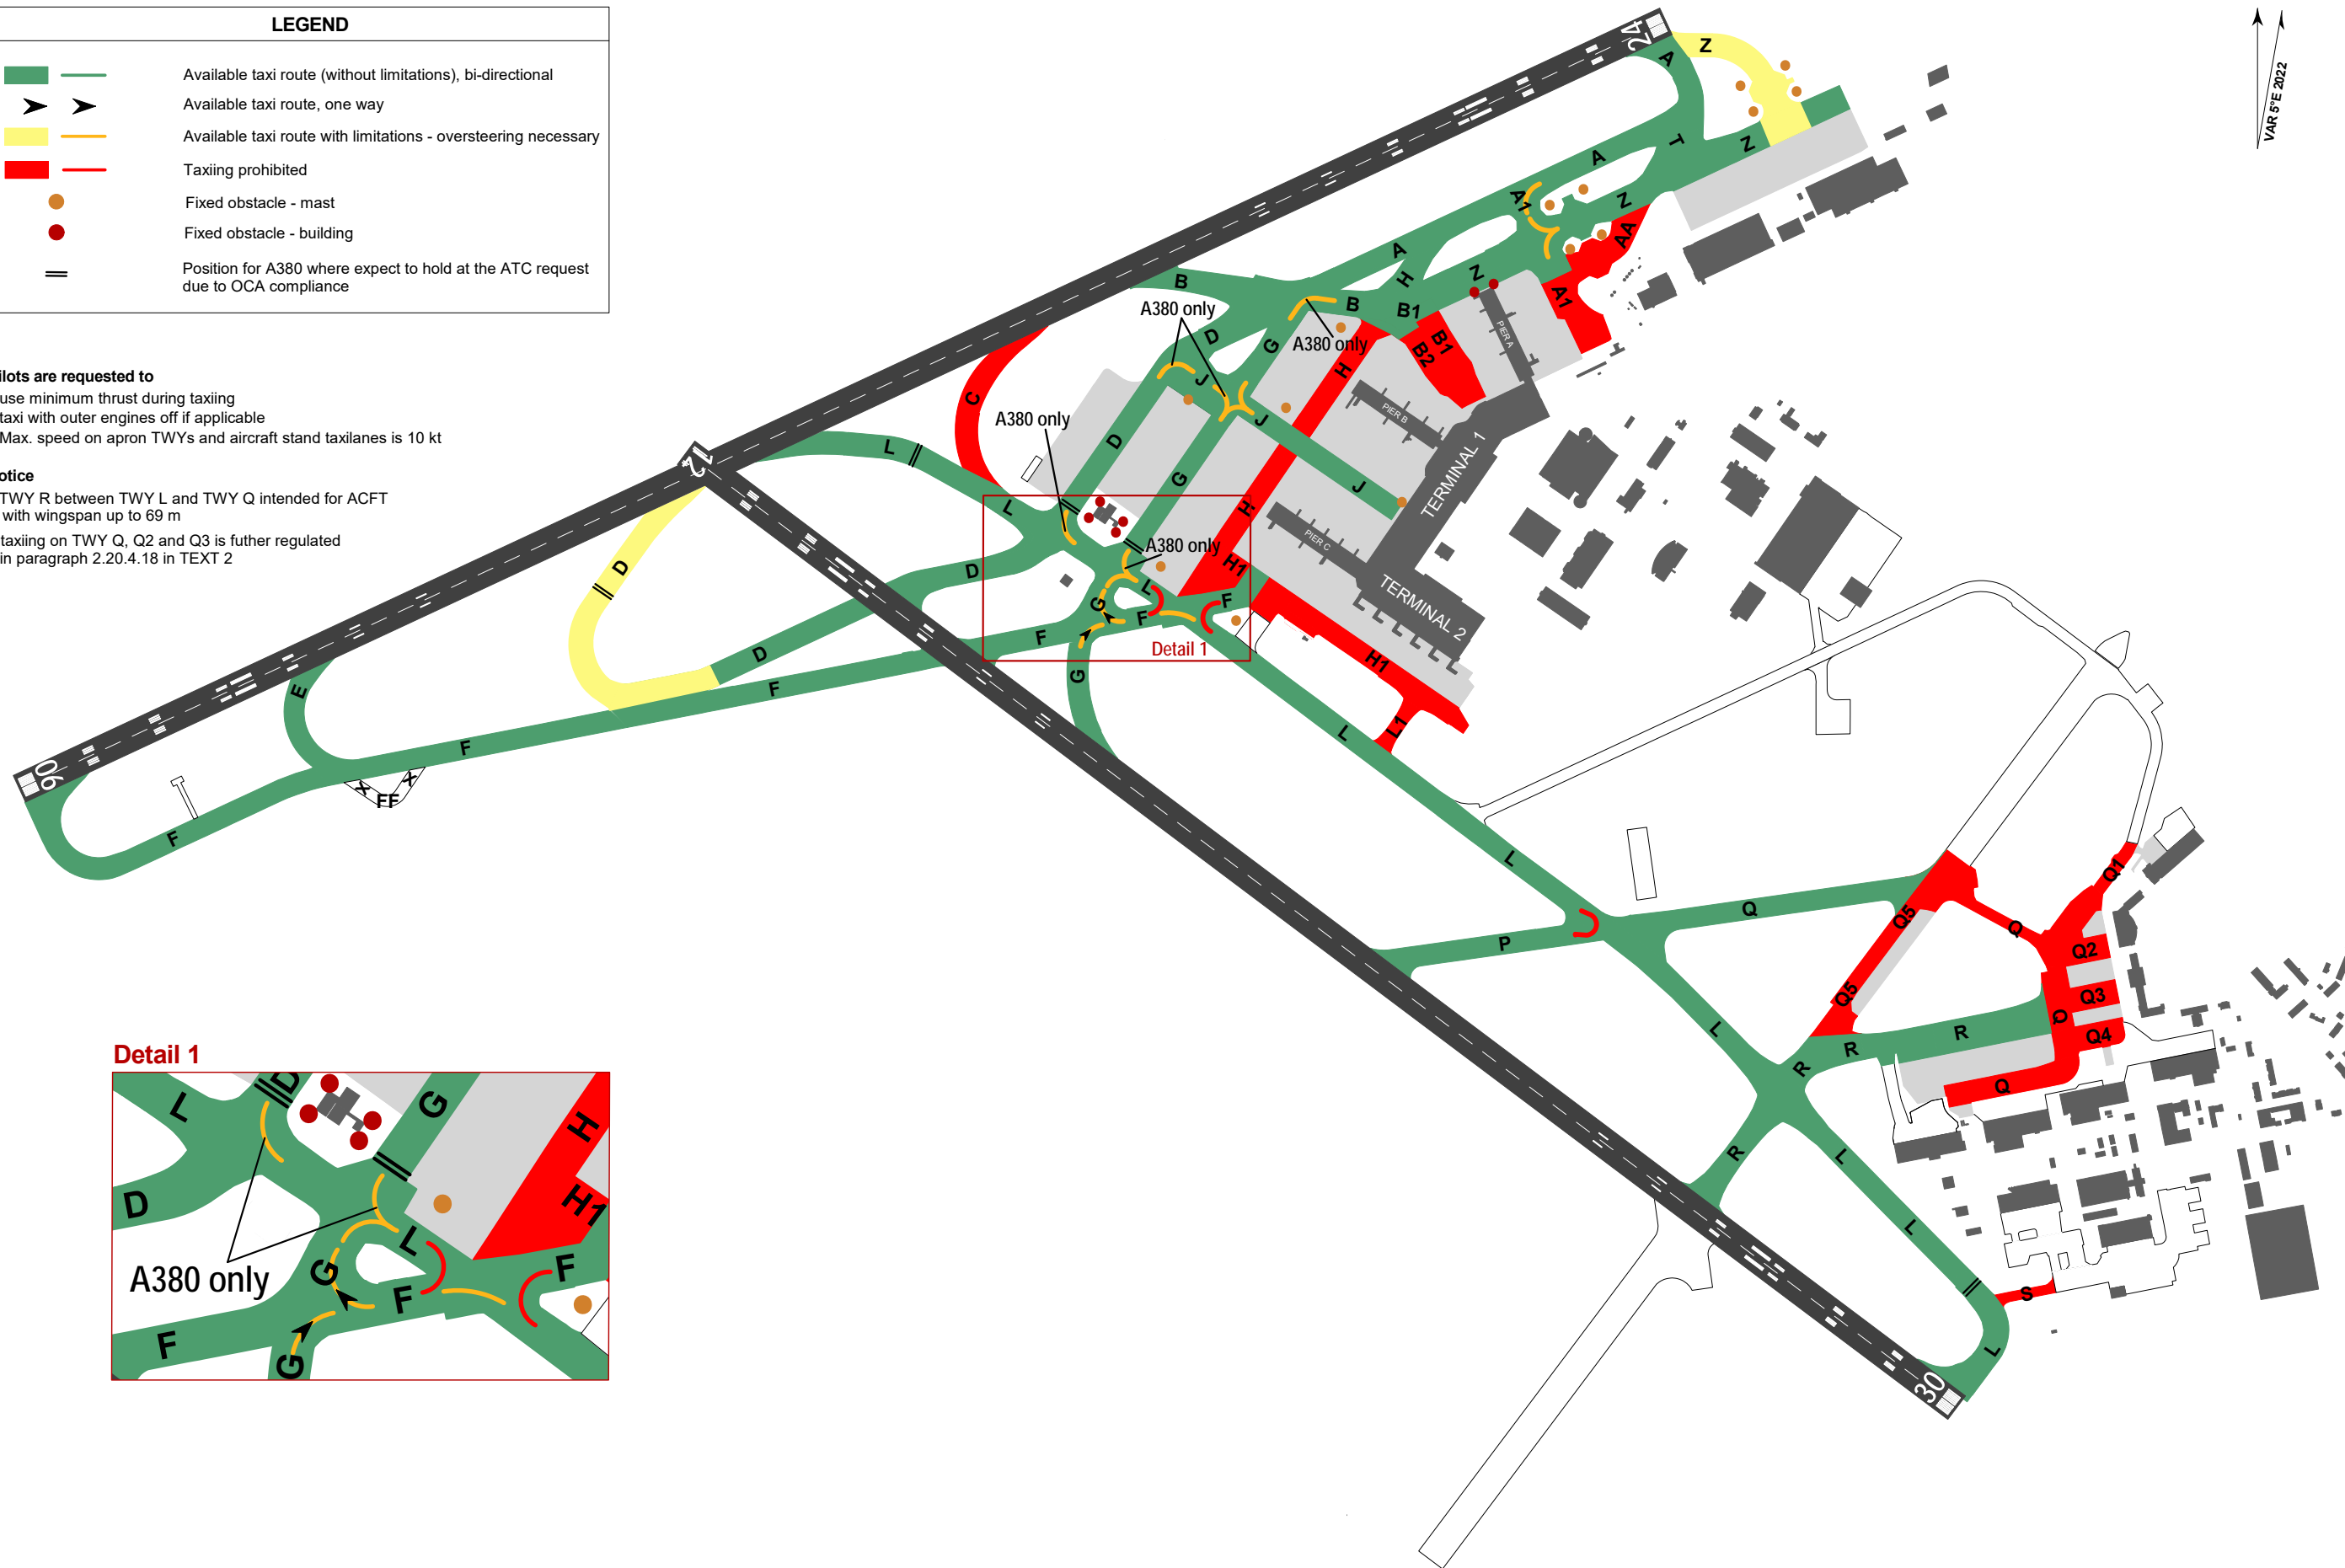 LEGEND
Available taxi route (without limitations), bi-directional
Available taxi route, one way
Available taxi route with limitations - oversteering necessary
Taxiing prohibited
Fixed obstacle - mast
Fixed obstacle - building
Position for A380 where expect to hold at the ATC request
due to OCA compliance
ilots are requested to
use minimum thrust during taxiing
taxi with outer engines off if applicable
Max. speed on apron TWYs and aircraft stand taxilanes is 10 kt
otice
TWY R between TWY L and TWY Q intended for ACFT
with wingspan up to 69 m
taxiing on TWY Q, Q2 and Q3 is futher regulated
in paragraph 2.20.4.18 in TEXT 2
VAR 5°E 2022
24
A
Z
T
Z
A
A1
Z
AA
A
H
Z
A1
B
B
B1
B1
B2
PIER A
A380 only
A380 only
D
G
J
H
PIER B
C
A380 only
D
J
G
J
TERMINAL 1
12
L
L
H
PIER C
A380 only
D
D
H1
L
G
F
F
F
TERMINAL 2
Detail 1
D
F
G
H1
L1
E
F
L
06
X
X
FF
F
L
Q
P
Q5
Q
Q1
Q2
Q5
Q3
Q
Q4
L
R
R
R
Q
R
L
L
S
L
30
Detail 1
L
D
G
H
D
H1
L
G
F
F
A380 only
F
G